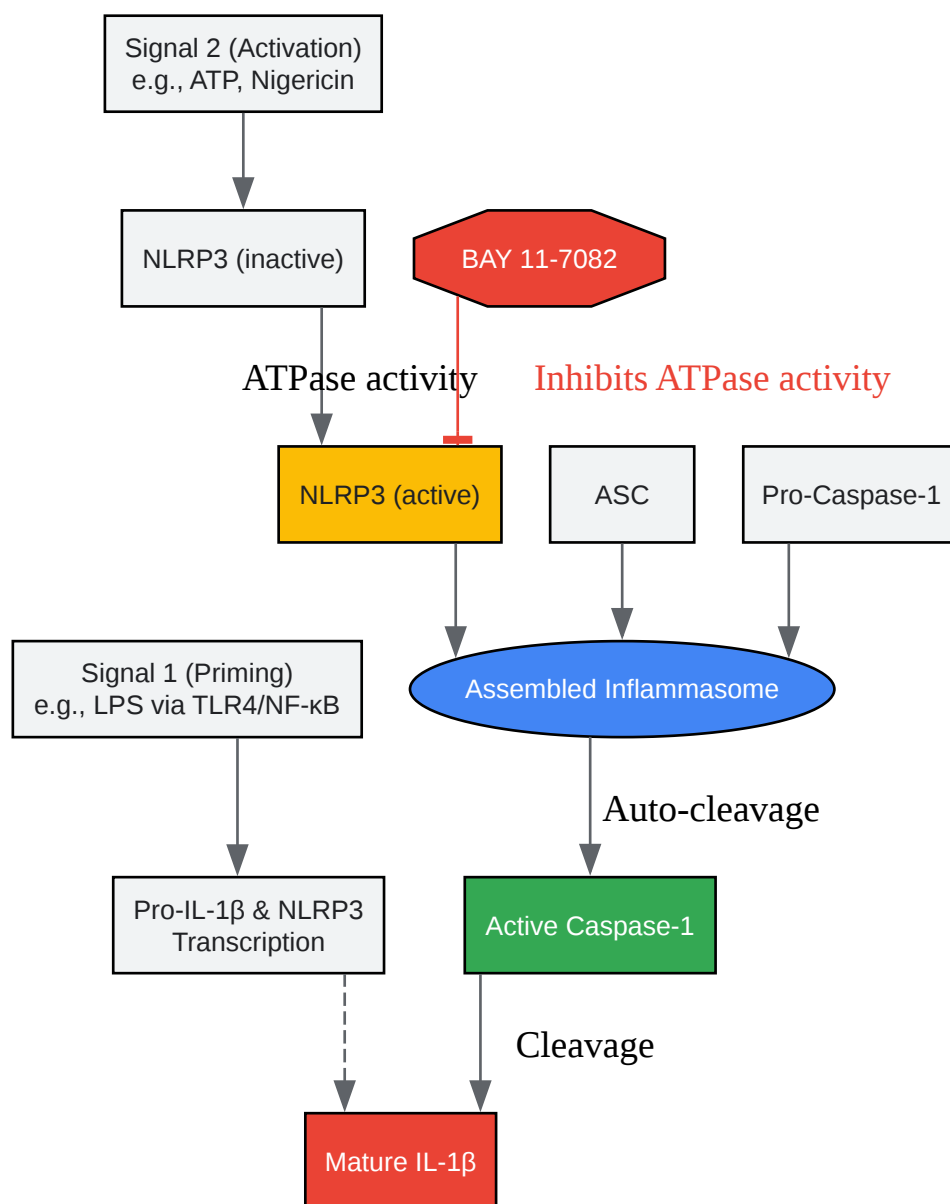 Signal 2 (Activation)
e.g., ATP, Nigericin
NLRP3 (inactive)
BAY 11-7082
ATPase activity
Inhibits ATPase activity
NLRP3 (active)
ASC
Pro-Caspase-1
Signal 1 (Priming)
e.g., LPS via TLR4/NF-κB
Assembled Inflammasome
Auto-cleavage
Pro-IL-1β & NLRP3
Transcription
Active Caspase-1
Cleavage
Mature IL-1β